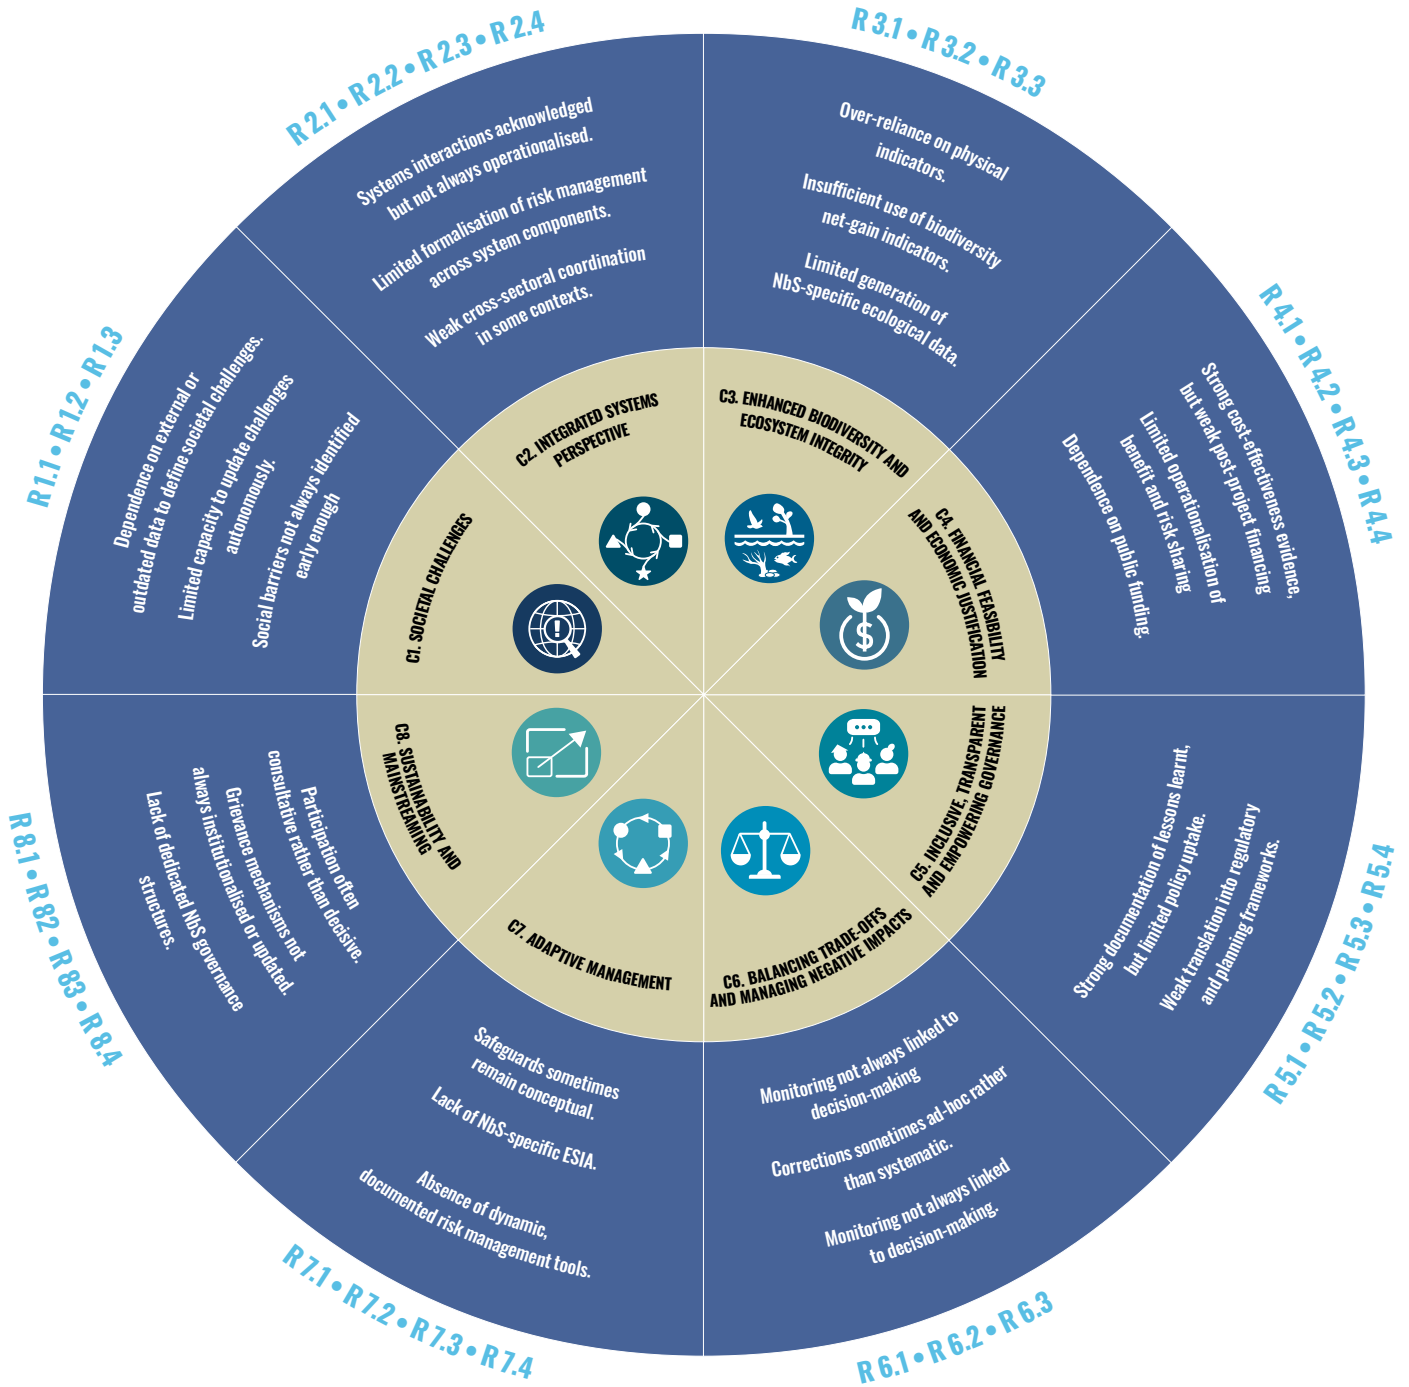 R1.1 • R1.2 • R1.3
Dependence on external or
outdated data to define societal challenges.
Limited capacity to update challenges
autonomously.
Social barriers not always identified
early enough
C1. SOCIETAL CHALLENGES
R 2.1 • R 2.2 • R 2.3 • R 2.4
Systems interactions acknowledged
but not always operationalised.
Limited formalisation of risk management
across system components.
Weak cross-sectoral coordination
in some contexts.
C2. INTEGRATED SYSTEMS
PERSPECTIVE
R 3.1 • R 3.2 • R 3.3
Over-reliance on physical
indicators.
Insufficient use of biodiversity
net-gain indicators.
Limited generation of
NbS-specific ecological data.
C3. ENHANCED BIODIVERSITY AND
ECOSYSTEM INTEGRITY
R 4.1 • R 4.2 • R 4.3 • R 4.4
Strong cost-effectiveness evidence,
but weak post-project financing
Limited operationalisation of
benefit and risk sharing
Dependence on public funding.
C4. FINANCIAL FEASIBILITY
AND ECONOMIC JUSTIFICATION
$
R 5.1 • R 5.2 • R 5.3 • R 5.4
Strong documentation of lessons learnt,
but limited policy uptake.
Weak translation into regulatory
and planning frameworks.
C5. INCLUSIVE, TRANSPARENT
AND EMPOWERING GOVERNANCE
C6. BALANCING TRADE-OFFS
AND MANAGING NEGATIVE IMPACTS
Monitoring not always linked to
decision-making
Corrections sometimes ad-hoc rather
than systematic.
Monitoring not always linked
to decision-making.
R 6.1 • R 6.2 • R 6.3
C7. ADAPTIVE MANAGEMENT
Safeguards sometimes
remain conceptual.
Lack of NbS-specific ESIA.
Absence of dynamic,
documented risk management tools.
R 7.1 • R 7.2 • R 7.3 • R 7.4
C8. SUSTAINABILITY AND
MAINSTREAMING
Participation often
consultative rather than decisive.
Grievance mechanisms not
always institutionalised or updated.
Lack of dedicated NbS governance
structures.
R 8.1 • R 82 • R 83 • R 8.4